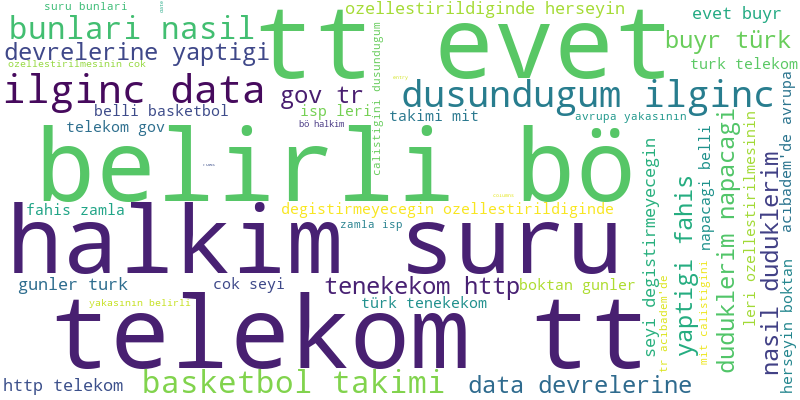 suru bunlari
ozellestirildiginde herseyin
evet buyr
bunlari nasil
tt evet
buyr türk
devrelerine yaptigi
ozellestirilmesinin cok
turk telekom
ilginc data
gov tr
calistigini dusundugum
dusundugum ilginc
belli basketbol
isp leri
takimi mit
avrupa yakasının
telekom gov
bö halkim
belirli bö
acibadem'de avrupa
leri ozellestirilmesinin
napacagi belli
duduklerim napacagi
seyi degistirmeyecegin
yaptigi fahis
nasil duduklerim
fahis zamla
degistirmeyecegin ozellestirildiginde
halkim suru
zamla isp
gunler turk
cok seyi
tenekekom http
boktan gunler
tr acibadem'de
mit calistigini
herseyin boktan
yakasının belirli
türk tenekekom
telekom tt
http telekom
basketbol takimi
data devrelerine